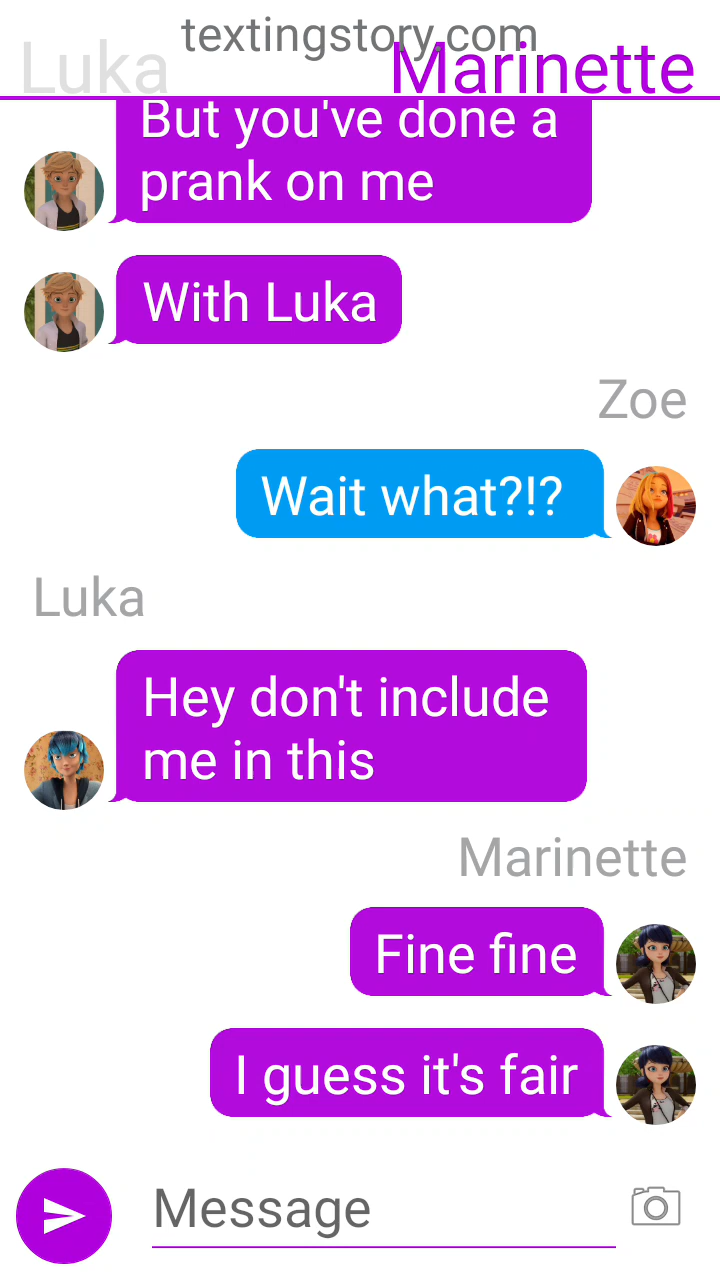 textingstory.com
Luka Marinette
But you've done a
prank on me
With Luka
Zoe
Wait what?!?
Luka
Hey don't include
me in this
Marinette
Fine fine
I guess it's fair
Message